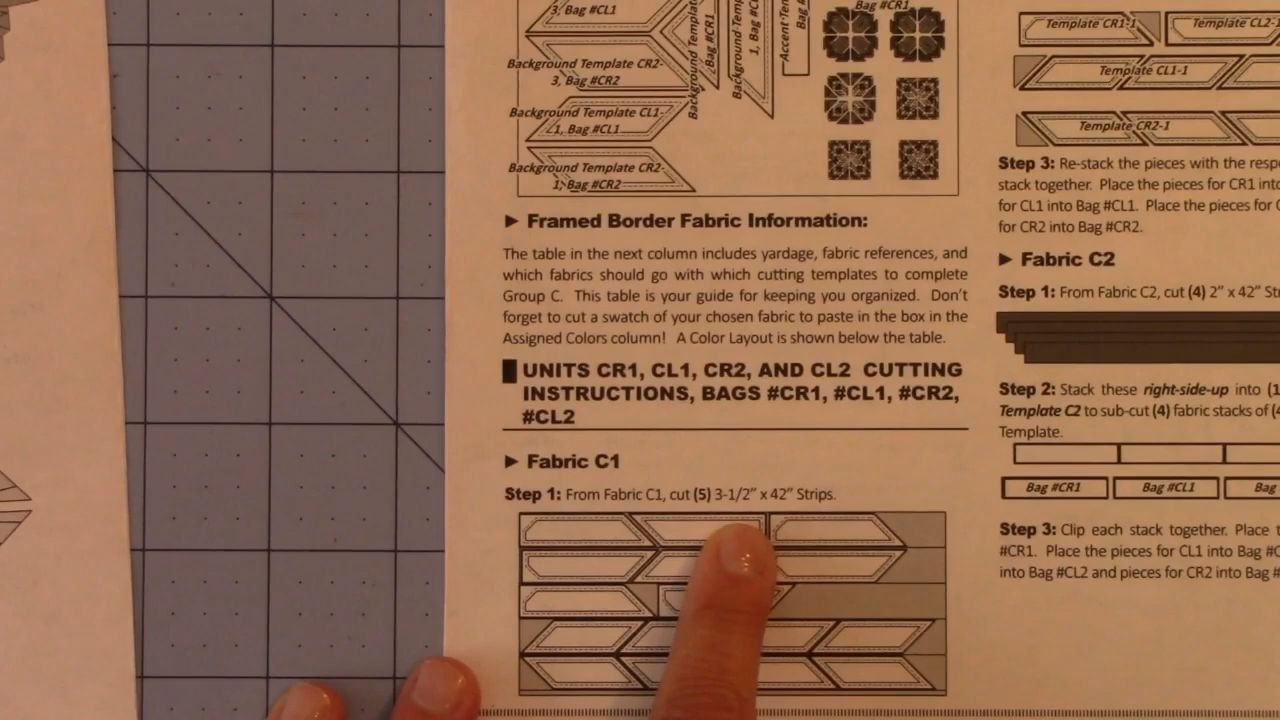 3, Bag #CL1
Background Template CR2-
3, Bag #CR2
Background Template CL1-
1, Bag #CL1
Background Template CR2-
1, Bag #CR2
Bag #CR1
Background Temp
1, Bag
Bag #CR1
► Framed Border Fabric Information:
The table in the next column includes yardage, fabric references, and
which fabrics should go with which cutting templates to complete
Group C. This table is your guide for keeping you organized. Don't
forget to cut a swatch of your chosen fabric to paste in the box in the
Assigned Colors column! A Color Layout is shown below the table.
UNITS CR1, CL1, CR2, AND CL2 CUTTING
INSTRUCTIONS, BAGS #CR1, #CL1, #CR2,
#CL2
► Fabric C1
Step 1: From Fabric C1, cut (5) 3-1/2" x 42" Strips.
Template CR1-1
Template CL2-
Template CL1-1
Template CR2-1
Step 3: Re-stack the pieces with the resp
stack together. Place the pieces for CR1 into
for CL1 into Bag #CL1. Place the pieces for
for CR2 into Bag #CR2.
► Fabric C2
Step 1: From Fabric C2, cut (4) 2" x 42" Str
Step 2: Stack these right-side-up into (1
Template C2 to sub-cut (4) fabric stacks of (4
Template.
Bag #CR1
Bag #CL1
Bag
Step 3: Clip each stack together. Place
#CR1. Place the pieces for CL1 into Bag
into Bag #CL2 and pieces for CR2 into Bag #